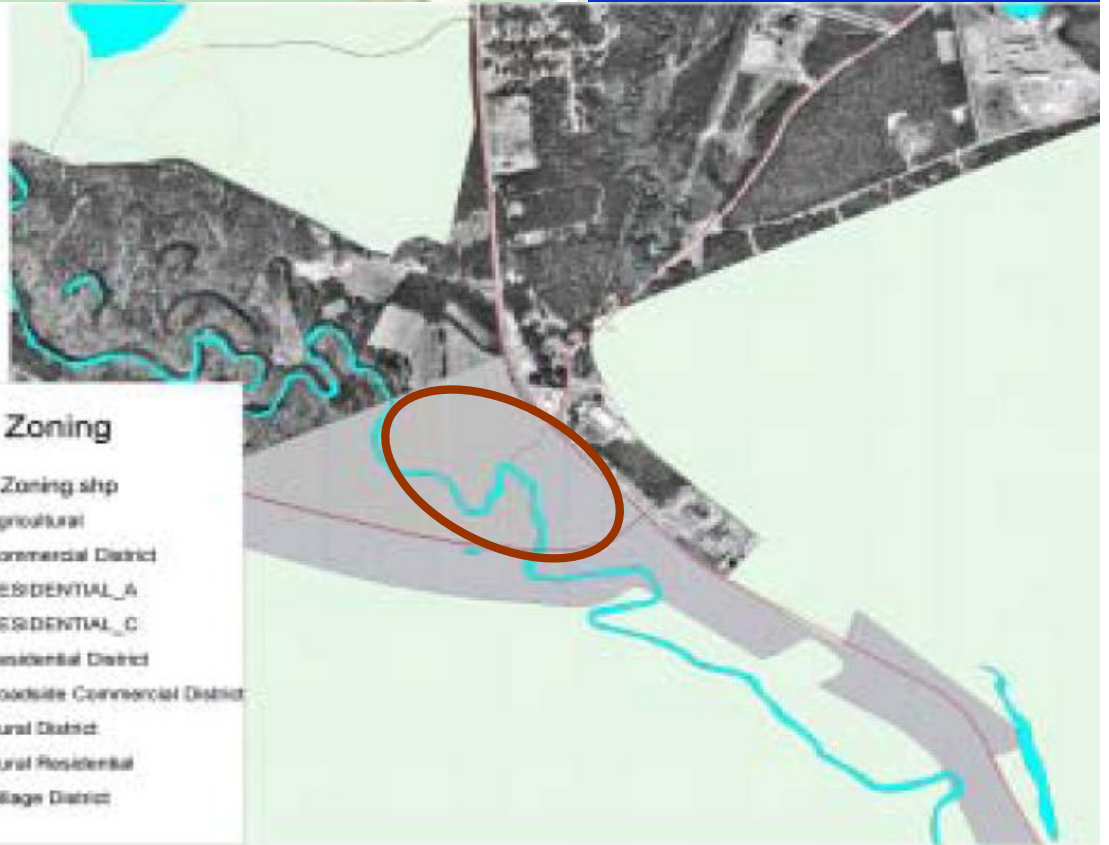 Zoning
Zoning.shp
gricultural
ommercial District
ESIDENTIAL_A
ESIDENTIAL_C
esidential District
oadside Commercial District
ural District
ural Residential
illage District